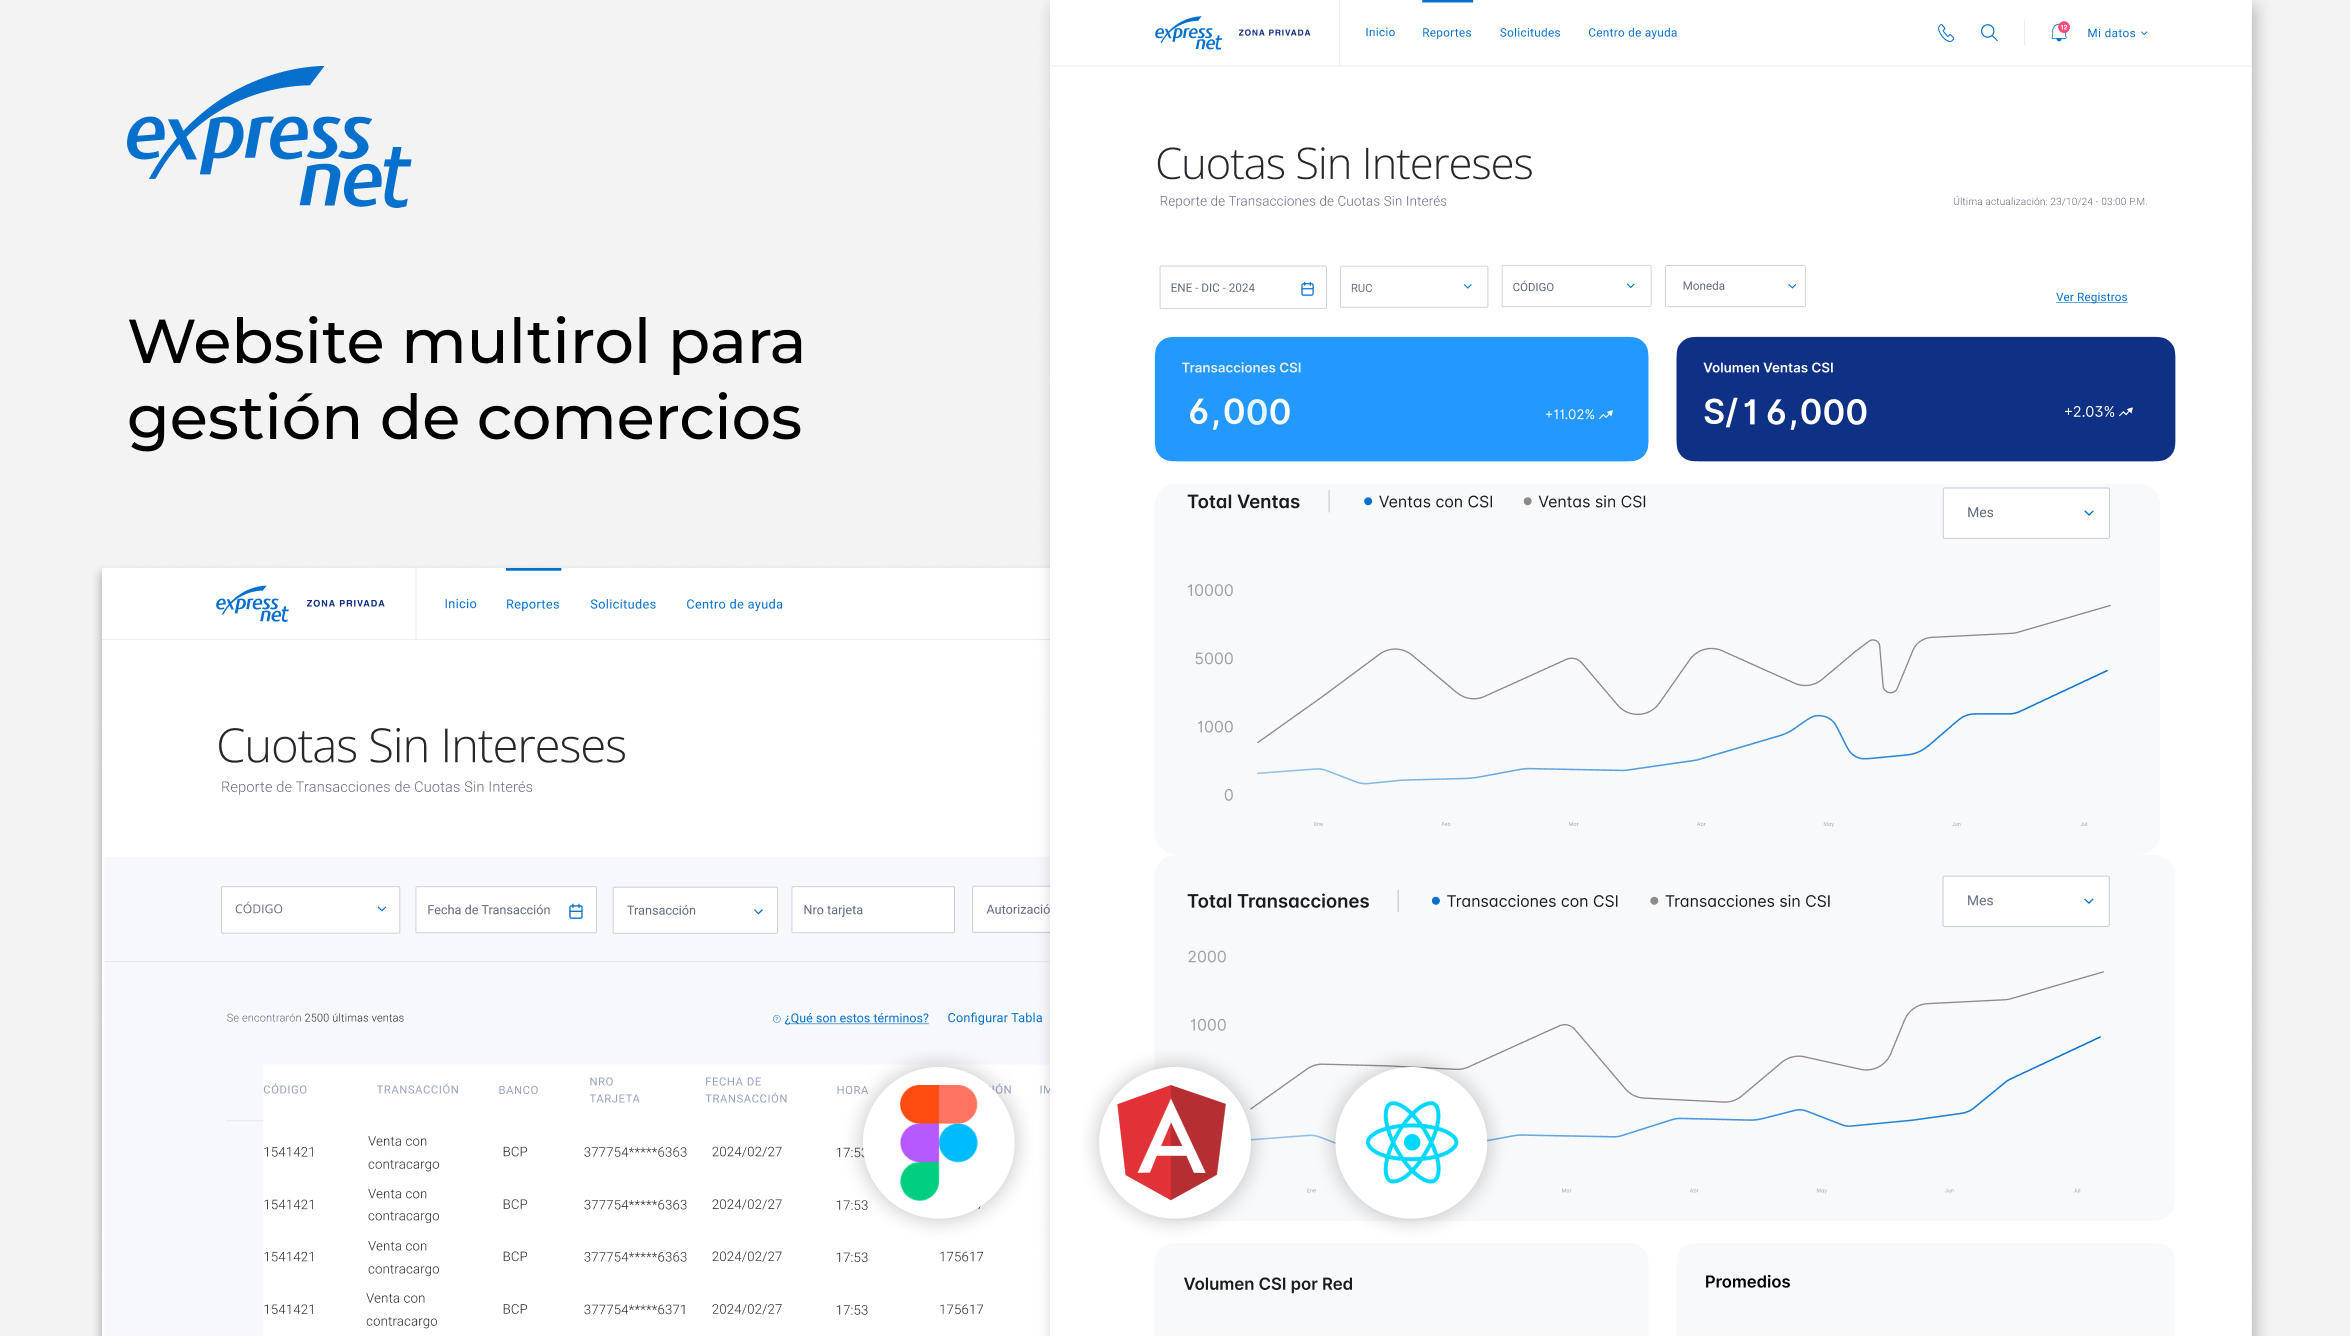 express
net
Website multirol para
gestión de comercios
express
net
ZONA PRIVADA
Inicio
Reportes
Solicitudes
Centro de ayuda
Cuotas Sin Intereses
Reporte de Transacciones de Cuotas Sin Interés
CÓDIGO
Fecha de Transacción
Transacción
Nro tarjeta
Autorizació
Se encontrarón 2500 últimas ventas
¿Qué son estos términos?
Configurar Tabla
CÓDIGO
TRANSACCIÓN
BANCO
NRO
TARJETA
FECHA DE
TRANSACCIÓN
HORA
IÓN
IM
1541421
Venta con
contracargo
BCP
377754*****6363
2024/02/27
17:53
1541421
Venta con
contracargo
BCP
377754*****6363
2024/02/27
17:53
1541421
Venta con
contracargo
BCP
377754*****6363
2024/02/27
17:53
175617
1541421
Venta con
contracargo
BCP
377754*****6371
2024/02/27
17:53
175617
express
net
ZONA PRIVADA
Inicio
Reportes
Solicitudes
Centro de ayuda
12
Mi datos
Cuotas Sin Intereses
Reporte de Transacciones de Cuotas Sin Interés
Última actualización: 23/10/24 - 03:00 P.M.
ENE - DIC - 2024
RUC
CÓDIGO
Moneda
Ver Registros
Transacciones CSI
6,000
+11.02%
Volumen Ventas CSI
S/16,000
+2.03%
Total Ventas
Ventas con CSI
Ventas sin CSI
Mes
10000
5000
1000
0
Ene
Feb
Mar
Abr
May
Jun
Jul
Total Transacciones
Transacciones con CSI
Transacciones sin CSI
Mes
2000
1000
Ene
Mar
Abr
May
Jun
Jul
Volumen CSI por Red
Promedios